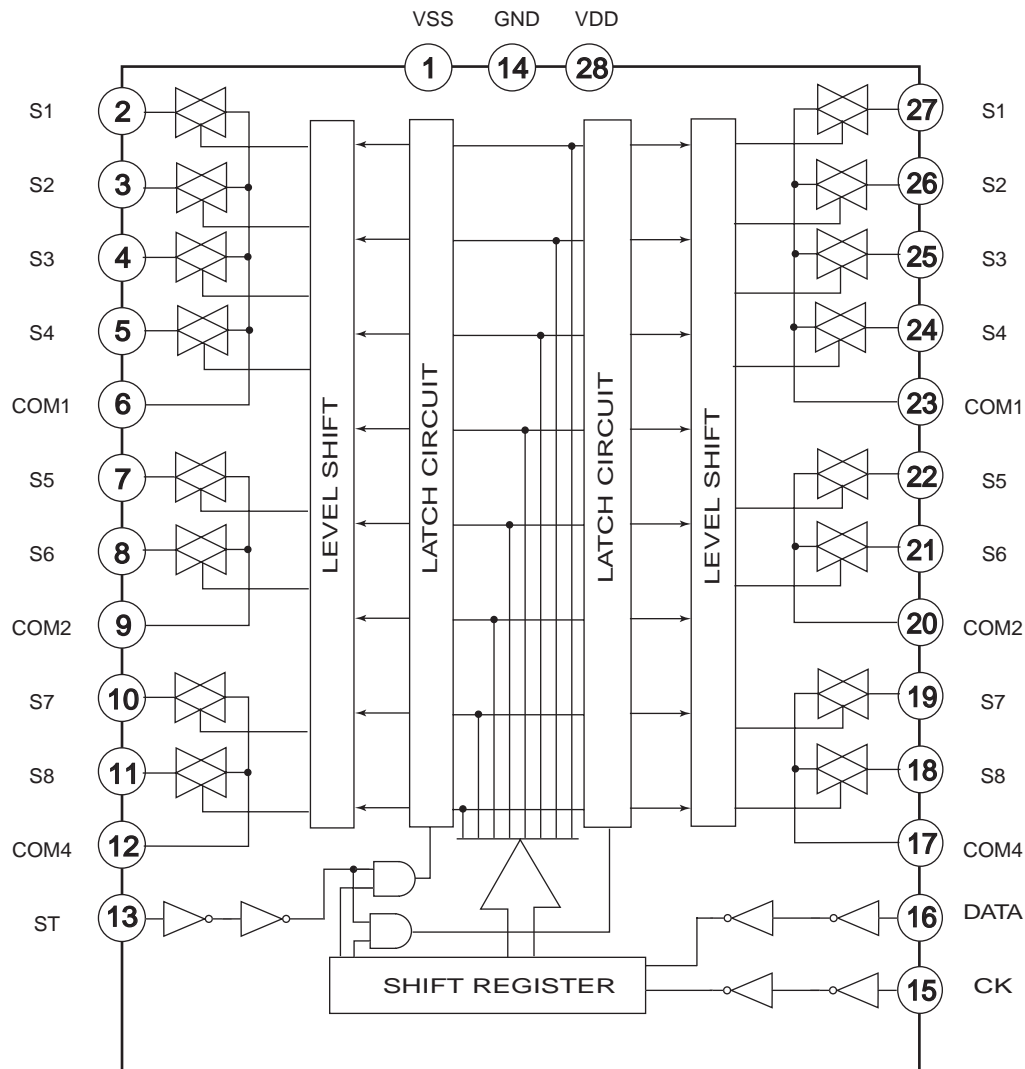 VSS GND VDD
1 14 28
S1 2 27 S1
S2 3 26 S2
S3 4 25 S3
S4 5 24 S4
COM1 6 23 COM1
S5 7 22 S5
S6 8 21 S6
COM2 9 20 COM2
S7 10 19 S7
S8 11 18 S8
COM4 12 17 COM4
LEVEL SHIFT
LATCH CIRCUIT
LATCH CIRCUIT
LEVEL SHIFT
ST 13 16 DATA
SHIFT REGISTER 15 CK